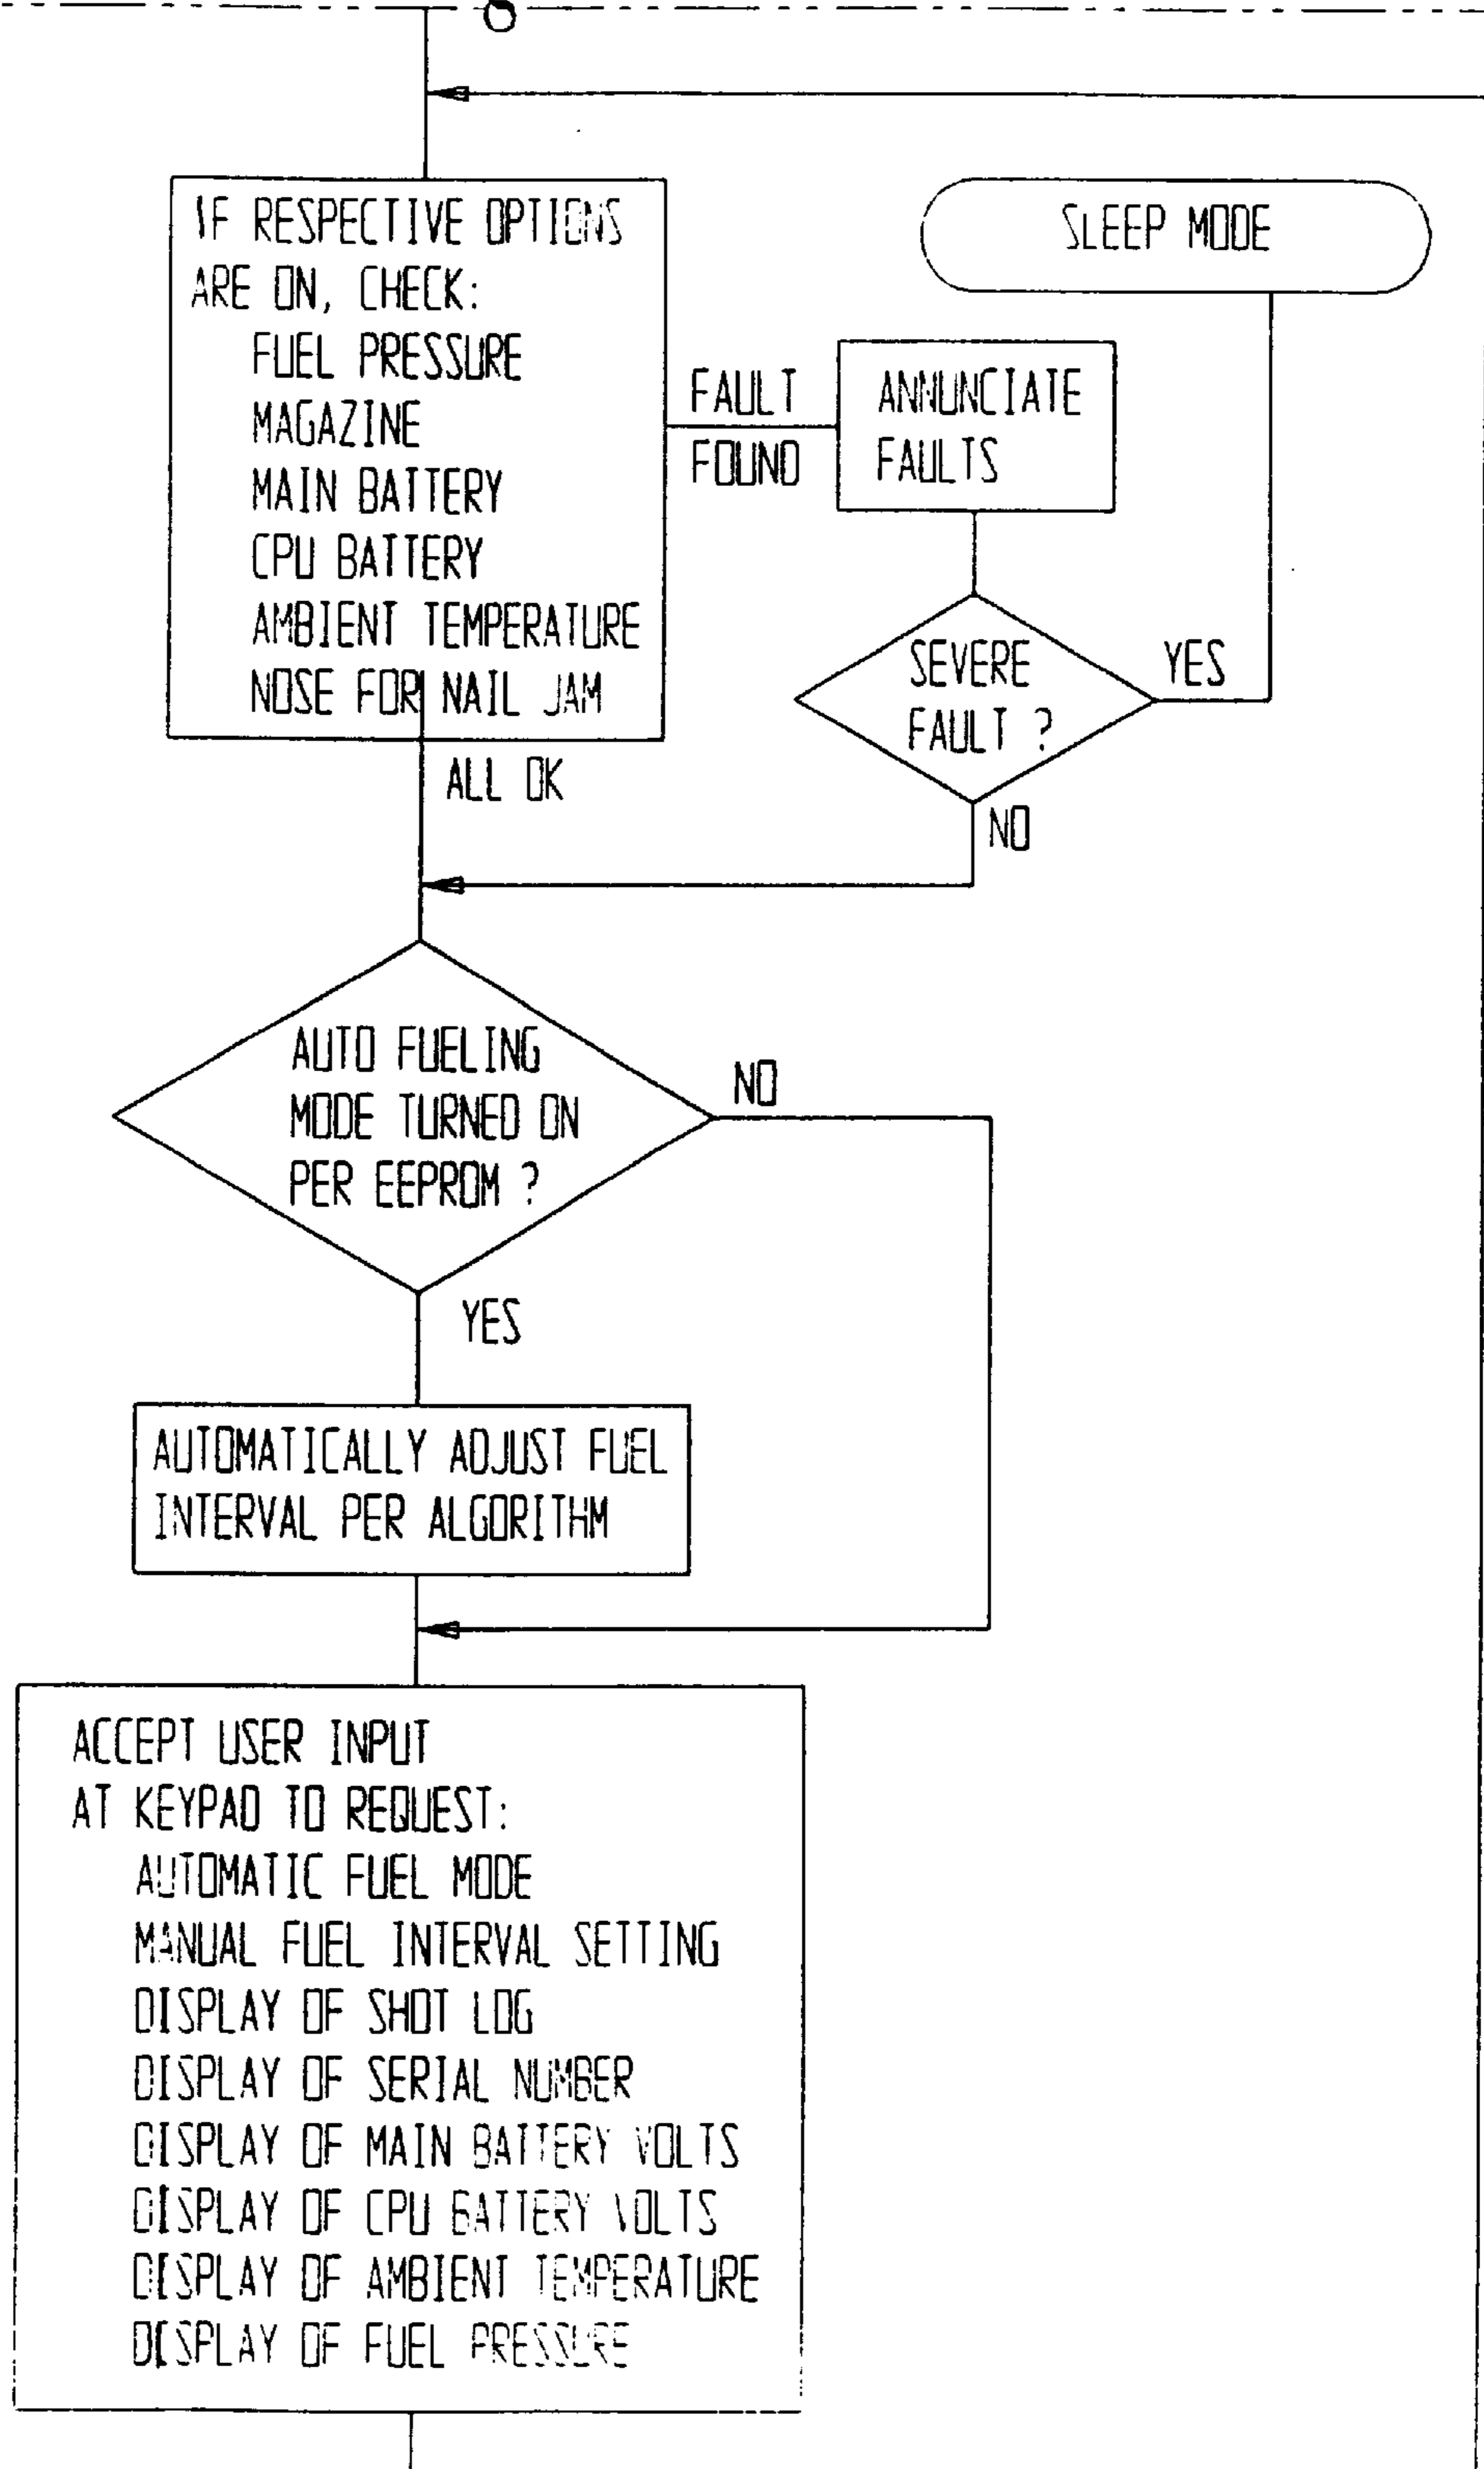 IF RESPECTIVE OPTIONS
ARE ON, CHECK:
FUEL PRESSURE
MAGAZINE
MAIN BATTERY
CPU BATTERY
AMBIENT TEMPERATURE
NOSE FOR NAIL JAM
FAULT
FOUND
ANNUNCIATE
FAULTS
SLEEP MODE
SEVERE
FAULT ?
YES
NO
ALL OK
AUTO FUELING
MODE TURNED ON
PER EEPROM ?
NO
YES
AUTOMATICALLY ADJUST FUEL
INTERVAL PER ALGORITHM
ACCEPT USER INPUT
AT KEYPAD TO REQUEST:
AUTOMATIC FUEL MODE
MANUAL FUEL INTERVAL SETTING
DISPLAY OF SHOT LOG
DISPLAY OF SERIAL NUMBER
DISPLAY OF MAIN BATTERY VOLTS
DISPLAY OF CPU BATTERY VOLTS
DISPLAY OF AMBIENT TEMPERATURE
DISPLAY OF FUEL PRESSURE